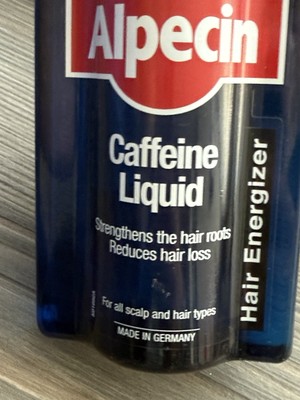 Alpecin
Caffeine
Liquid
Strengthens the hair roots
Reduces hair loss
For all scalp and hair types
MADE IN GERMANY
Hair Energizer